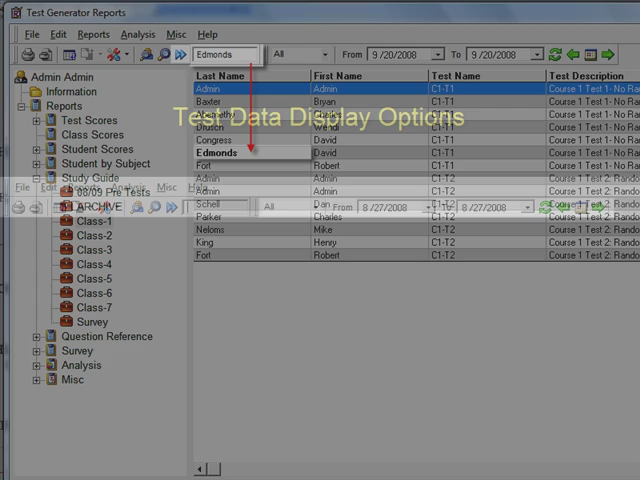 Test Generator Reports
File Edit Reports Analysis Misc Help
Edmonds All From 9 /20/2008 To 9 /20/2008
Admin Admin
Information
Reports
Test Scores
Class Scores
Student Scores
Student by Subject
Study Guide
08/09 Pre Tests
ARCHIVE
Class-1
Class-2
Class-3
Class-4
Class-5
Class-6
Class-7
Survey
Question Reference
Survey
Analysis
Misc
Last Name First Name Test Name Test Description
Admin Admin C1-T1 Course 1 Test 1- No Ra
Baxter Bryan C1-T1 Course 1 Test 1- No Ra
Test Data Display Options
Abernathy C1-T1 Course 1 Test 1- No Ra
Drusch Wendi C1-T1 Course 1 Test 1- No Ra
Congress David C1-T1 Course 1 Test 1- No Ra
Edmonds David C1-T1 Course 1 Test 1- No Ra
Fort Robert C1-T1 Course 1 Test 1- No Ra
Admin Admin C1-T2 Course 1 Test 2: Rando
File Edit Reports Analysis Misc Help
Admin Admin C1-T2 Course 1 Test 2: Rando
Schell Dan C1-T2 Course 1 Test 2: Rando
All From 8 /27/2008 To 8 /27/2008
Parker Charles C1-T2 Course 1 Test 2: Rando
Neloms Mike C1-T2 Course 1 Test 2: Rando
King Henry C1-T2 Course 1 Test 2: Rando
Fort Robert C1-T2 Course 1 Test 2: Rando